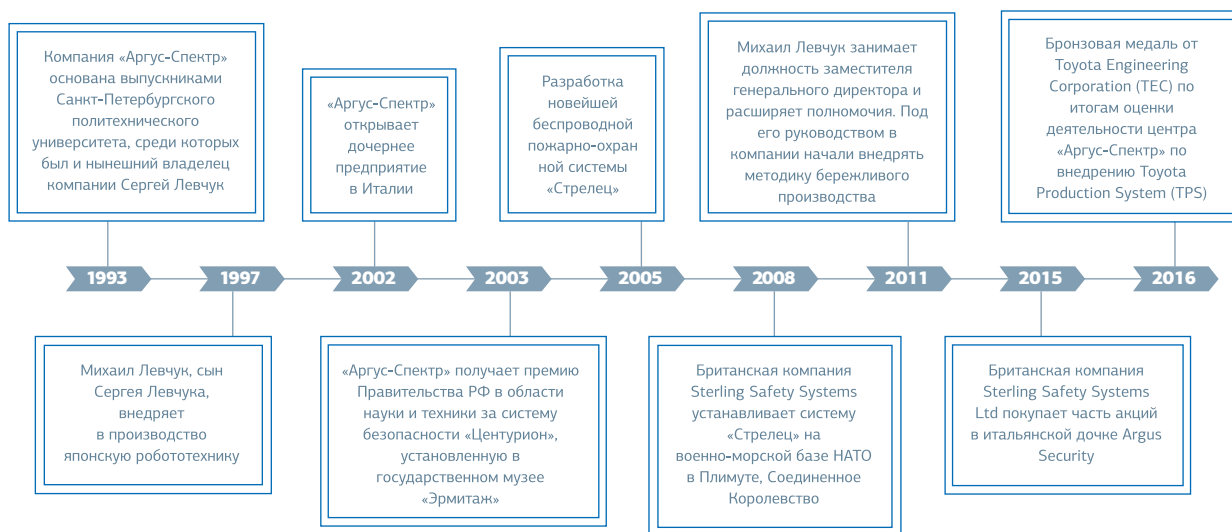 Компания «Аргус-Спектр»
основана выпускниками
Санкт-Петербургского
политехнического
университета, среди которых
был и нынешний владелец
компании Сергей Левчук
«Аргус-Спектр»
открывает
дочернее
предприятие
в Италии
Разработка
новейшей
беспроводной
пожарно-охран
ной системы
«Стрелец»
Михаил Левчук занимает
должность заместителя
генерального директора и
расширяет полномочия. Под
его руководством в
компании начали внедрять
методику бережливого
производства
Бронзовая медаль от
Toyota Engineering
Corporation (TEC) по
итогам оценки
деятельности центра
«Аргус-Спектр» по
внедрению Toyota
Production System (TPS)
1993 1997 2002 2003 2005 2008 2011 2015 2016
Михаил Левчук, сын
Сергея Левчука,
внедряет
в производство
японскую робототехнику
«Аргус-Спектр» получает премию
Правительства РФ в области
науки и техники за систему
безопасности «Центурион»,
установленную в
государственном музее
«Эрмитаж»
Британская компания
Sterling Safety Systems
устанавливает систему
«Стрелец» на
военно-морской базе НАТО
в Плимуте, Соединенное
Королевство
Британская компания
Sterling Safety Systems
Ltd покупает часть акций
в итальянской дочке Argus
Security